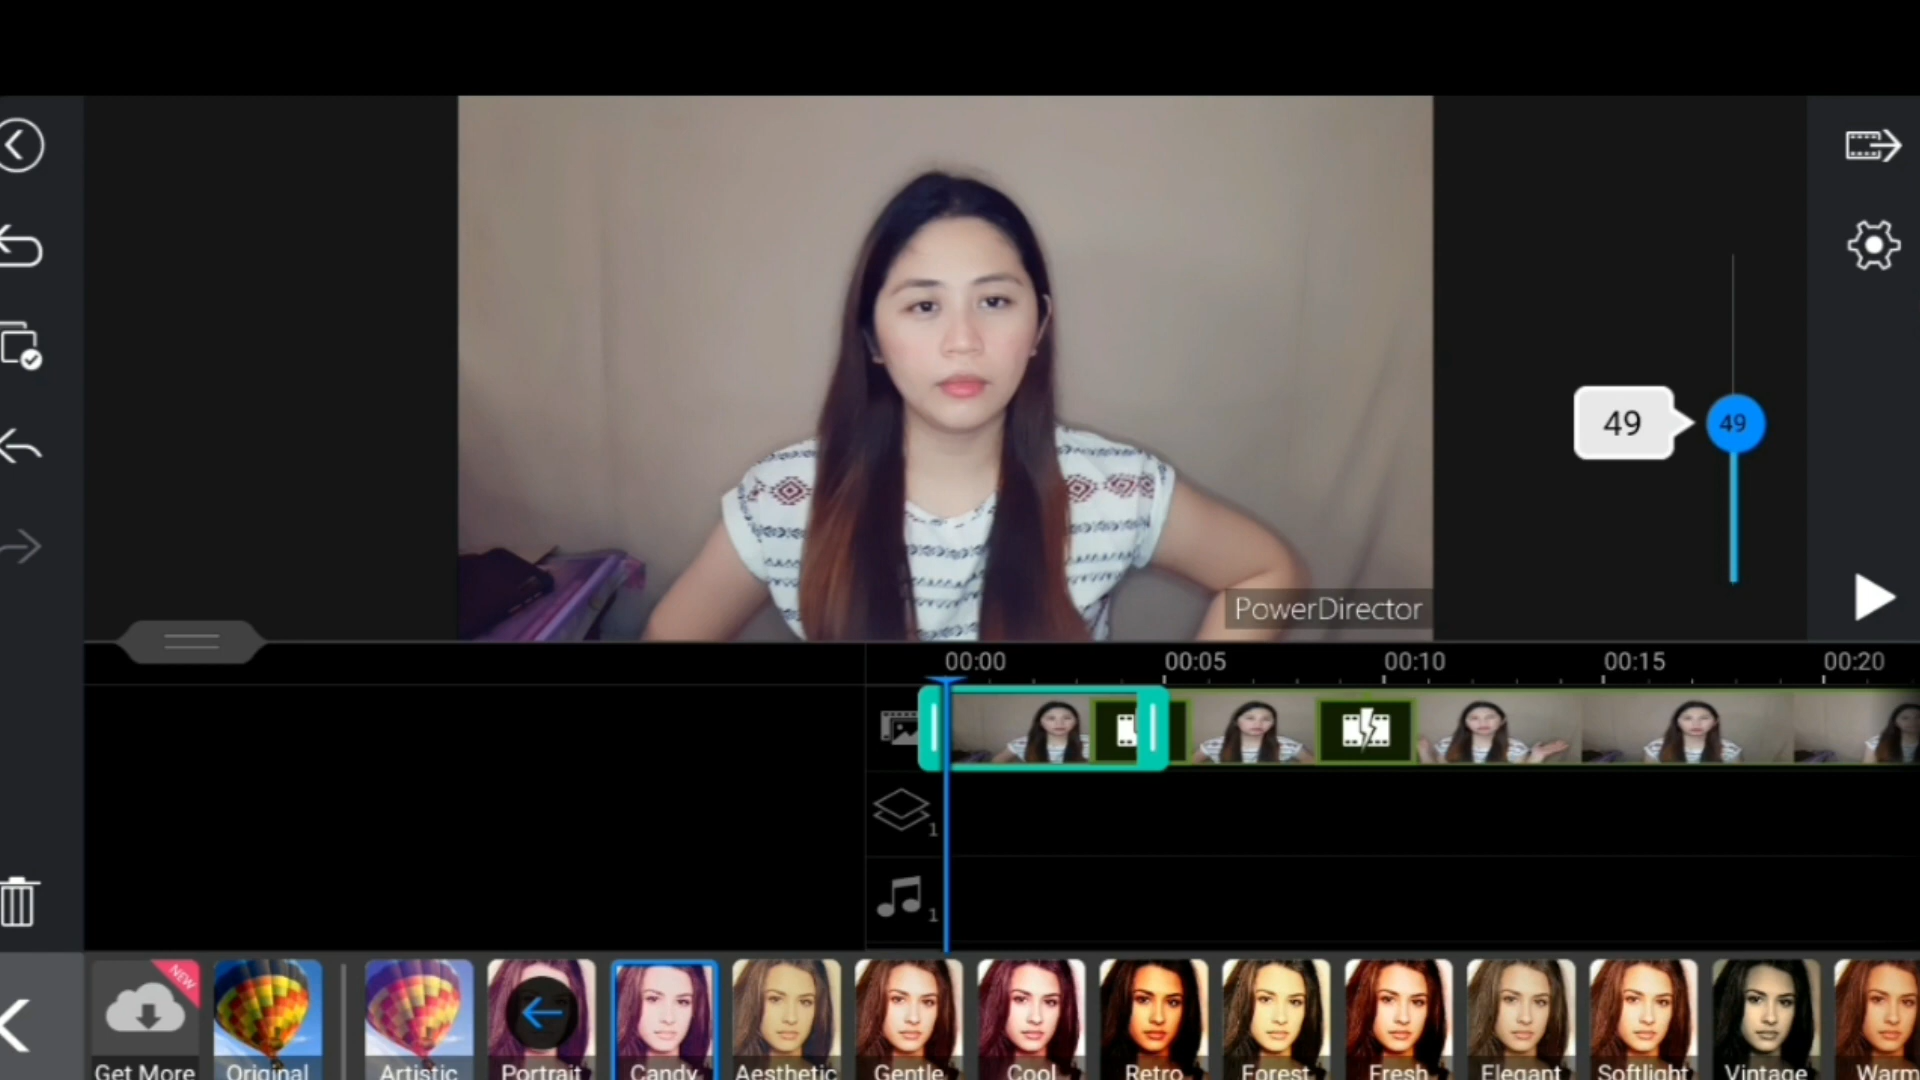 49
49
PowerDirector
00:00
00:05
00:10
00:15
00:20
1
1
NEW
Get More
Original
Artistic
Portrait
Candy
Aesthetic
Gentle
Cool
Retro
Forest
Fresh
Elegant
Softlight
Vintage
Warm